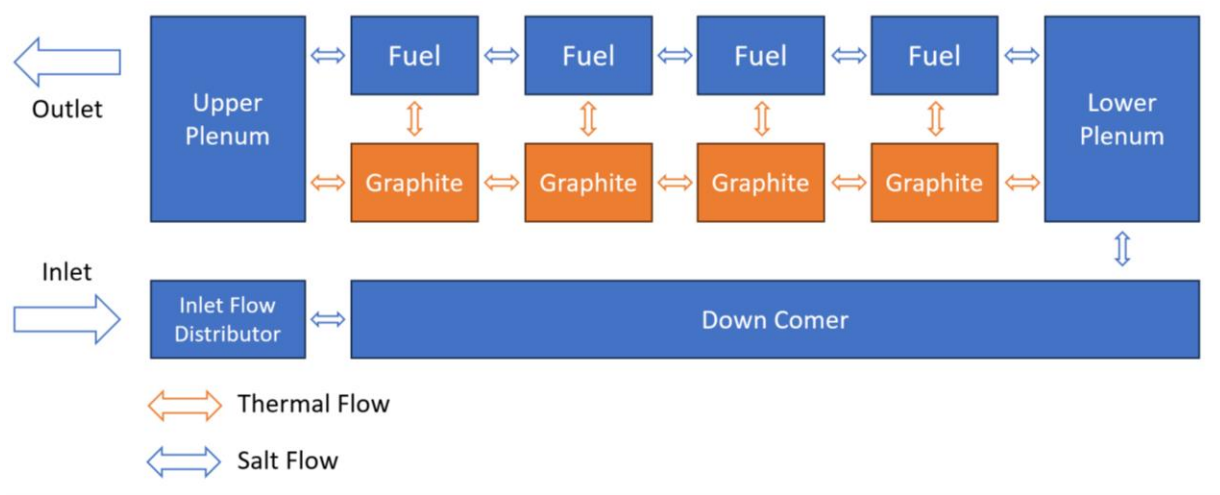 Outlet
Upper
Plenum
Fuel
Fuel
Fuel
Fuel
Lower
Plenum
Graphite
Graphite
Graphite
Graphite
Inlet
Inlet Flow
Distributor
Down Comer
Thermal Flow
Salt Flow